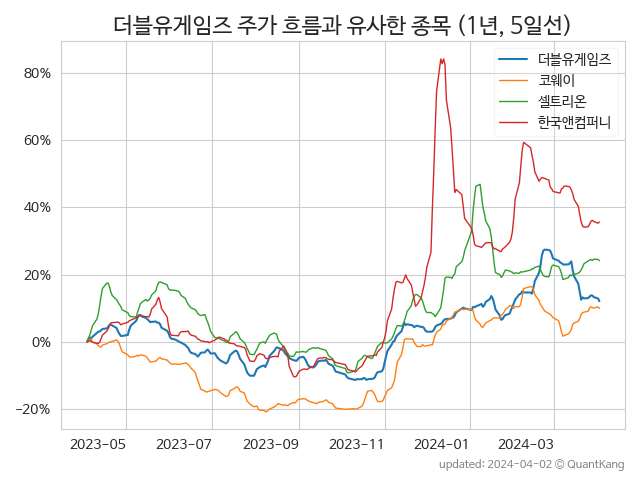 더블유게임즈 주가 흐름과 유사한 종목 (1년, 5일선)
더블유게임즈
코웨이
셀트리온
한국앤컴퍼니
80%
60%
40%
20%
0%
−20%
2023-05
2023-07
2023-09
2023-11
2024-01
2024-03
updated: 2024-04-02 © QuantKang